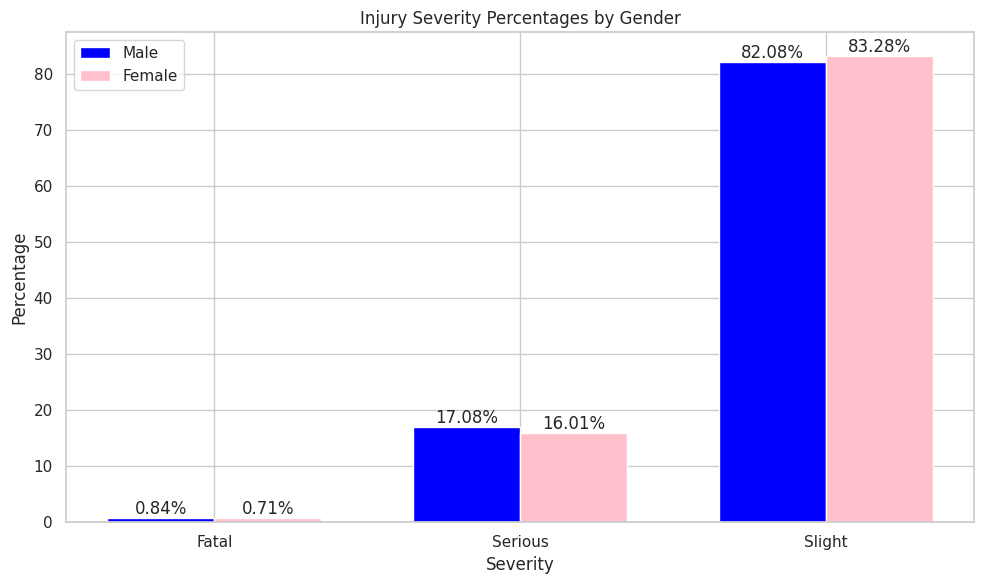 Injury Severity Percentages by Gender
Male
Female
82.08%
83.28%
17.08%
16.01%
0.84%
0.71%
80
70
60
50
40
30
20
10
0
Percentage
Fatal
Serious
Slight
Severity